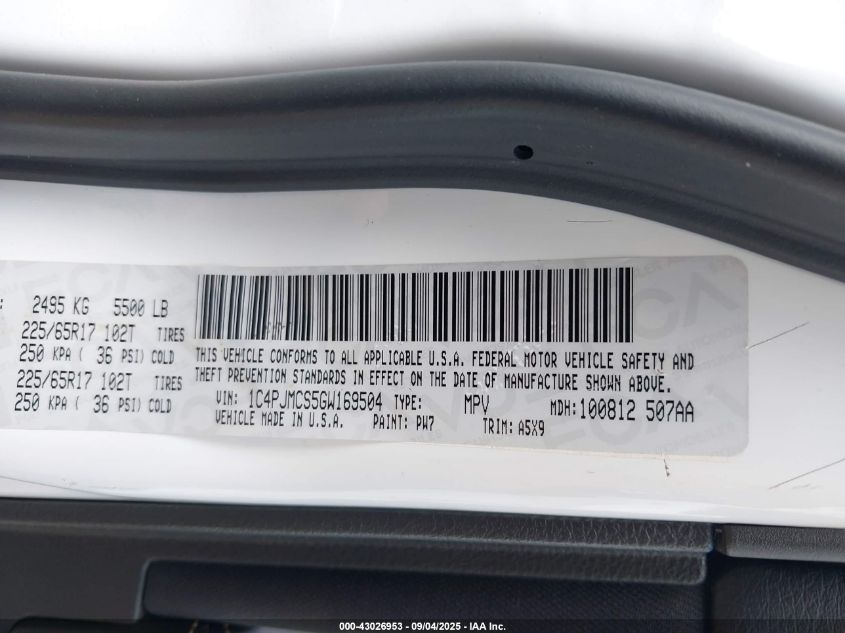 : 2495 KG 5500 LB
225/65R17 102T TIRES
250 KPA ( 36 PSI) COLD
225/65R17 102T TIRES
250 KPA ( 36 PSI) COLD
THIS VEHICLE CONFORMS TO ALL APPLICABLE U.S.A. FEDERAL MOTOR VEHICLE SAFETY AND
THEFT PREVENTION STANDARDS IN EFFECT ON THE DATE OF MANUFACTURE SHOWN ABOVE.
VIN: 1C4PJMCS5GW169504 TYPE: MPV MDH:100812 507AA
VEHICLE MADE IN U.S.A. PAINT: PW7 TRIM: A5X9
000-43026953 - 09/04/2025 - IAA Inc.